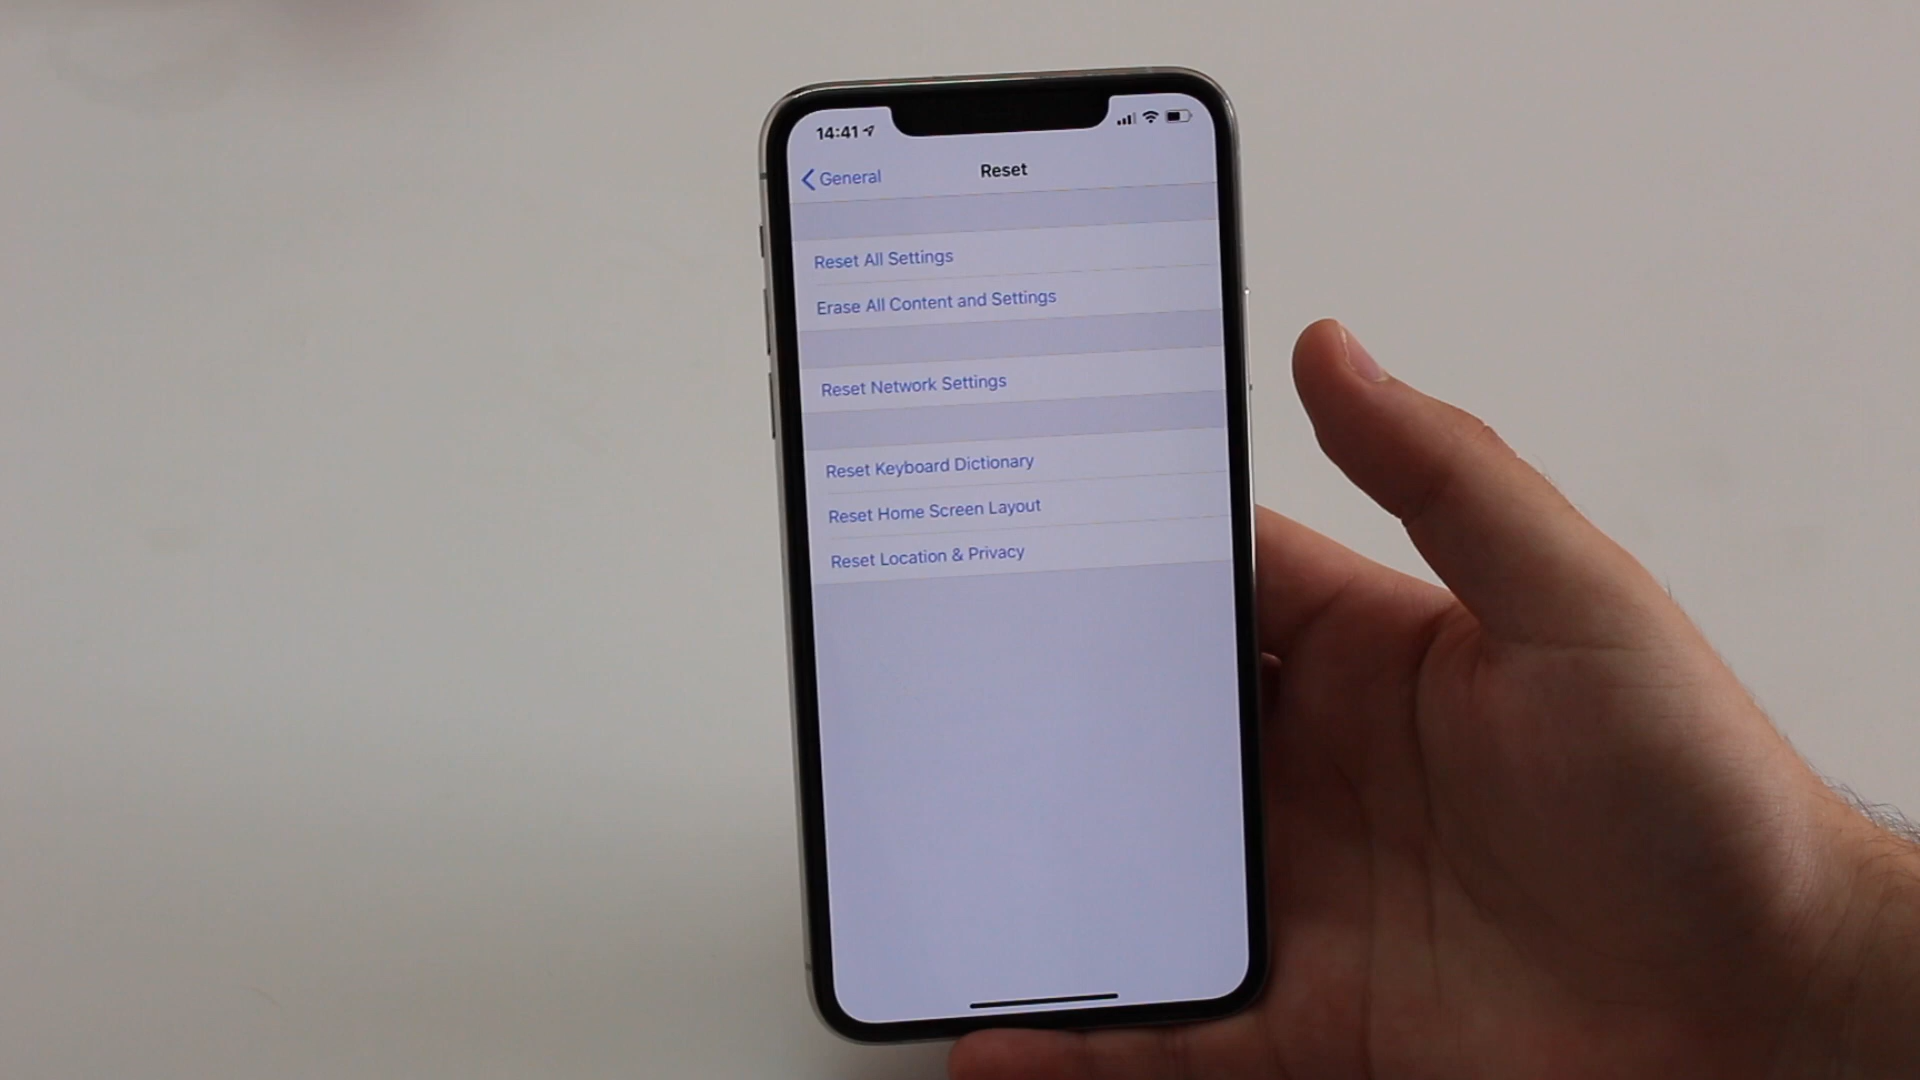 14:41
General
Reset
Reset All Settings
Erase All Content and Settings
Reset Network Settings
Reset Keyboard Dictionary
Reset Home Screen Layout
Reset Location & Privacy